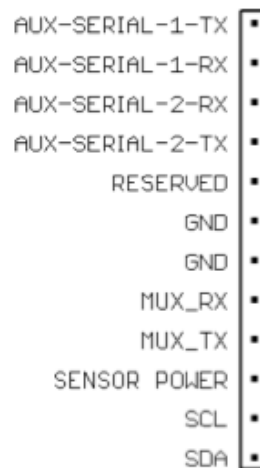 AUX-SERIAL-1-TX
AUX-SERIAL-1-RX
AUX-SERIAL-2-RX
AUX-SERIAL-2-TX
RESERVED
GND
GND
MUX_RX
MUX_TX
SENSOR POWER
SCL
SDA